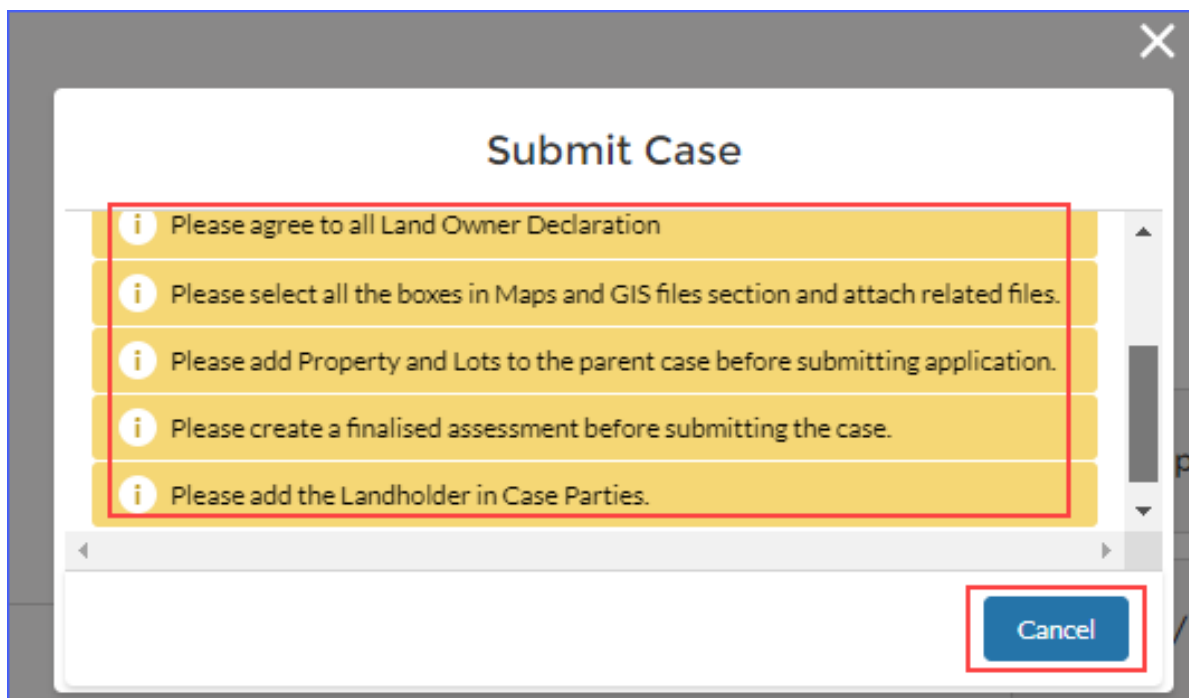 Submit Case
Please agree to all Land Owner Declaration
Please select all the boxes in Maps and GIS files section and attach related files.
Please add Property and Lots to the parent case before submitting application.
Please create a finalised assessment before submitting the case.
Please add the Landholder in Case Parties.
Cancel